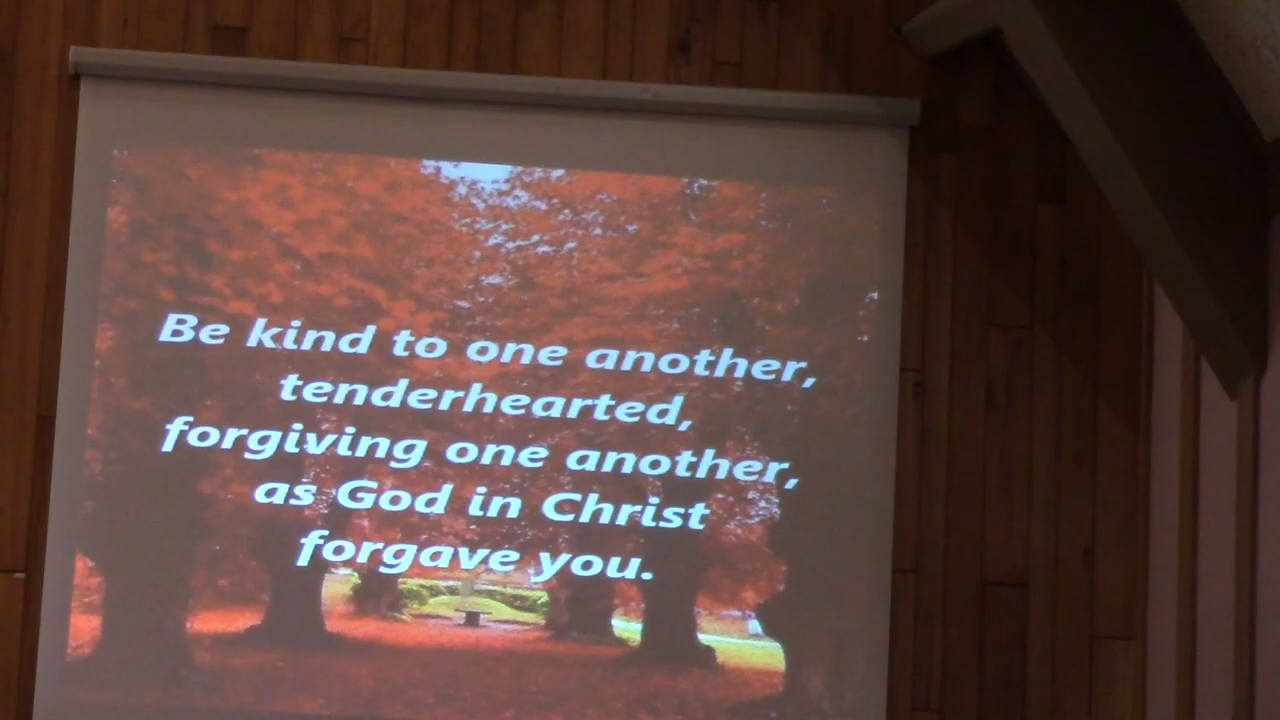 Be kind to one another,
tenderhearted,
forgiving one another,
as God in Christ
forgave you.